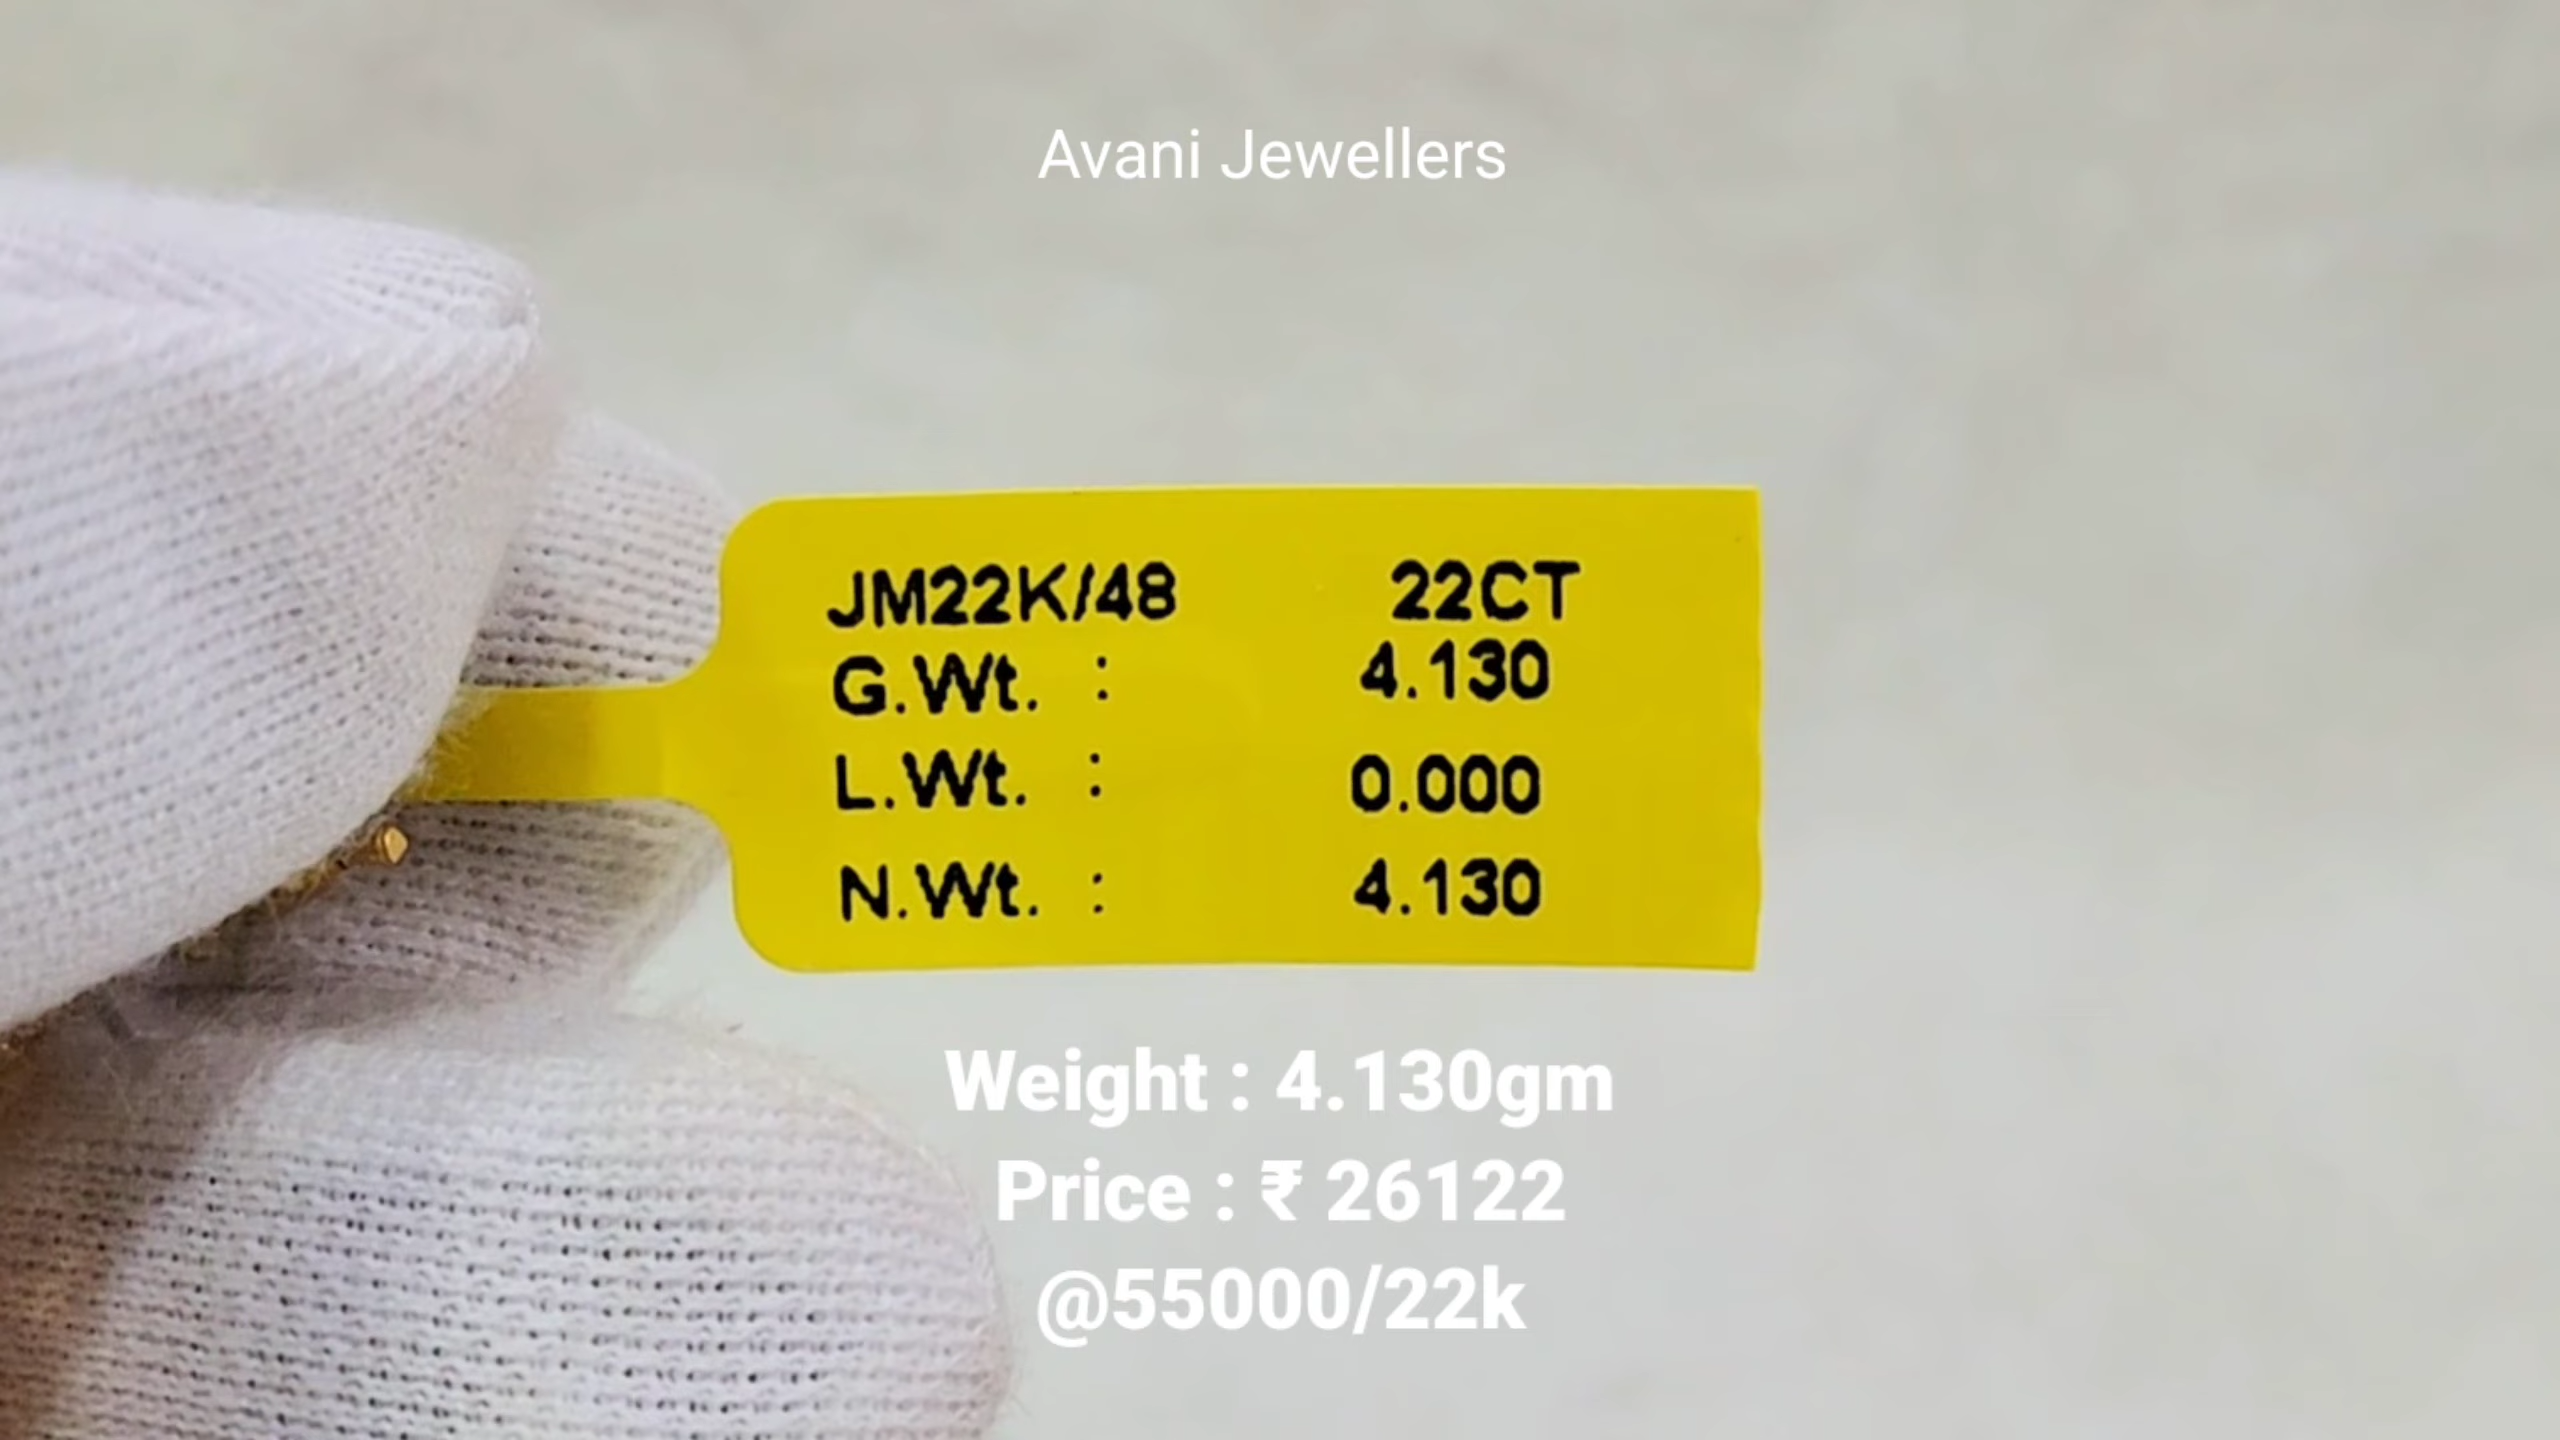 Avani Jewellers
JM22K/48 22CT
G.Wt. : 4.130
L.Wt. : 0.000
N.Wt. : 4.130
Weight : 4.130gm
Price : ₹ 26122
@55000/22k